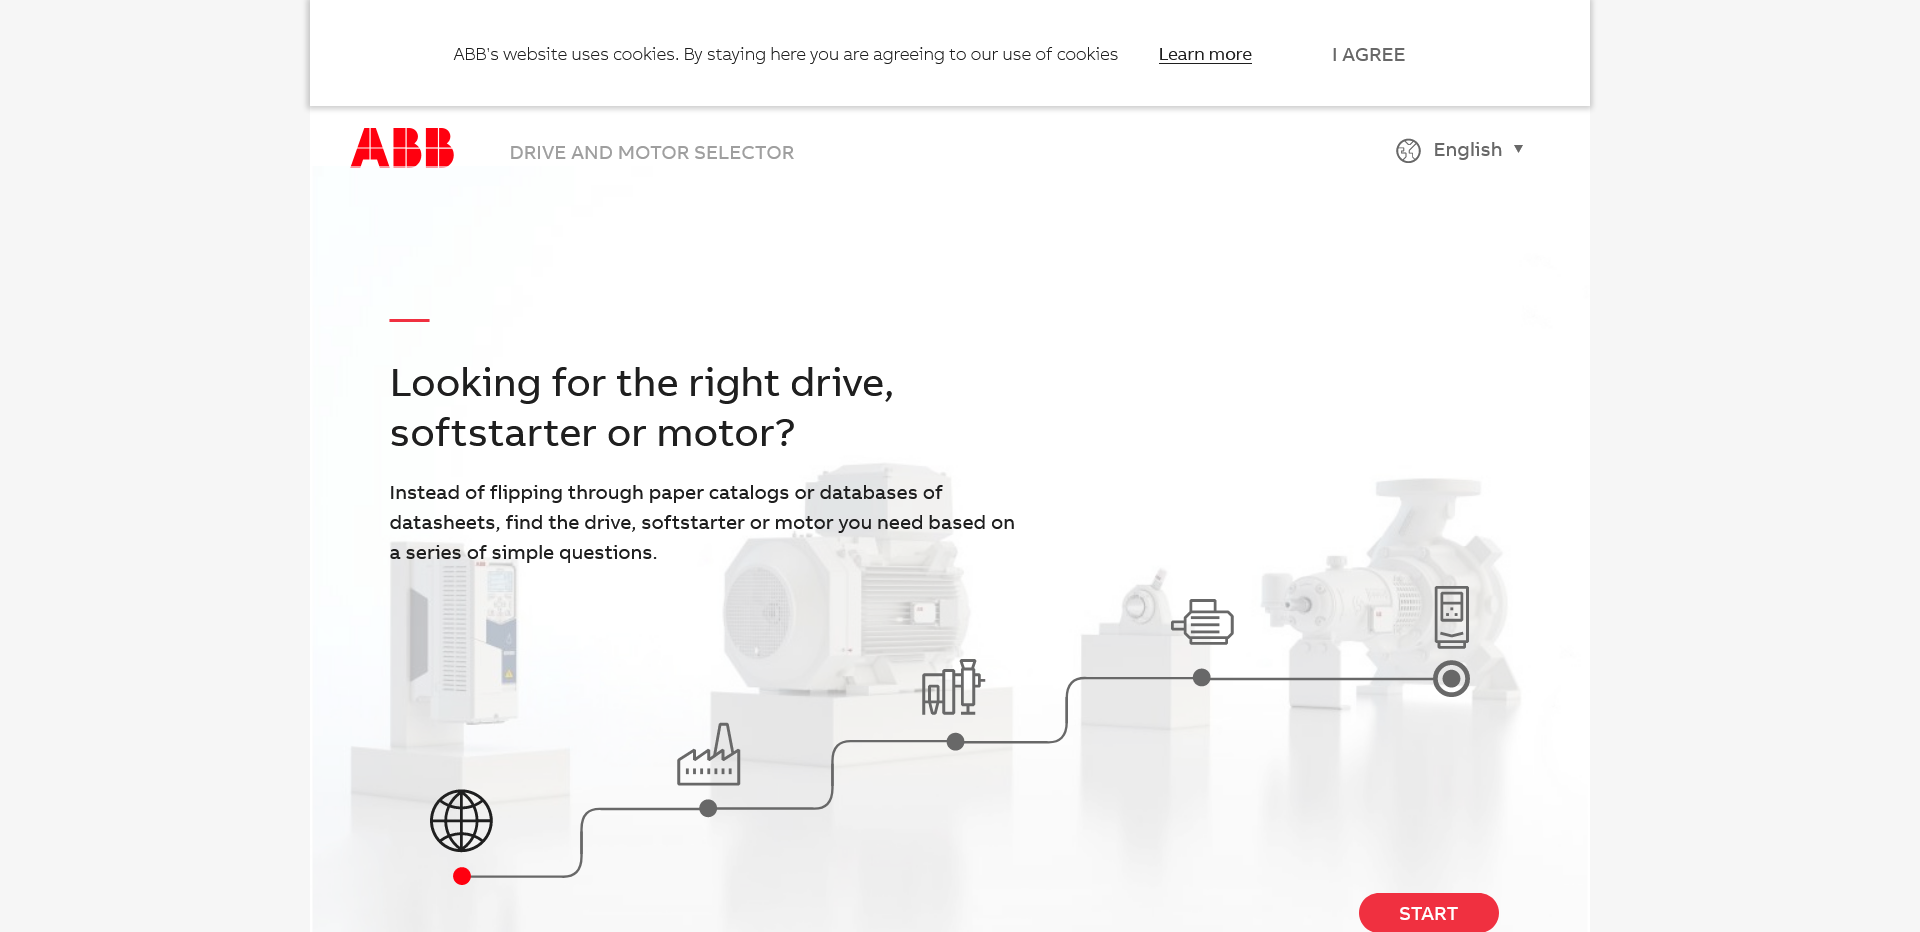 ABB's website uses cookies. By staying here you are agreeing to our use of cookies Learn more I AGREE
ABB DRIVE AND MOTOR SELECTOR English
Looking for the right drive,
softstarter or motor?
Instead of flipping through paper catalogs or databases of
datasheets, find the drive, softstarter or motor you need based on
a series of simple questions.
START